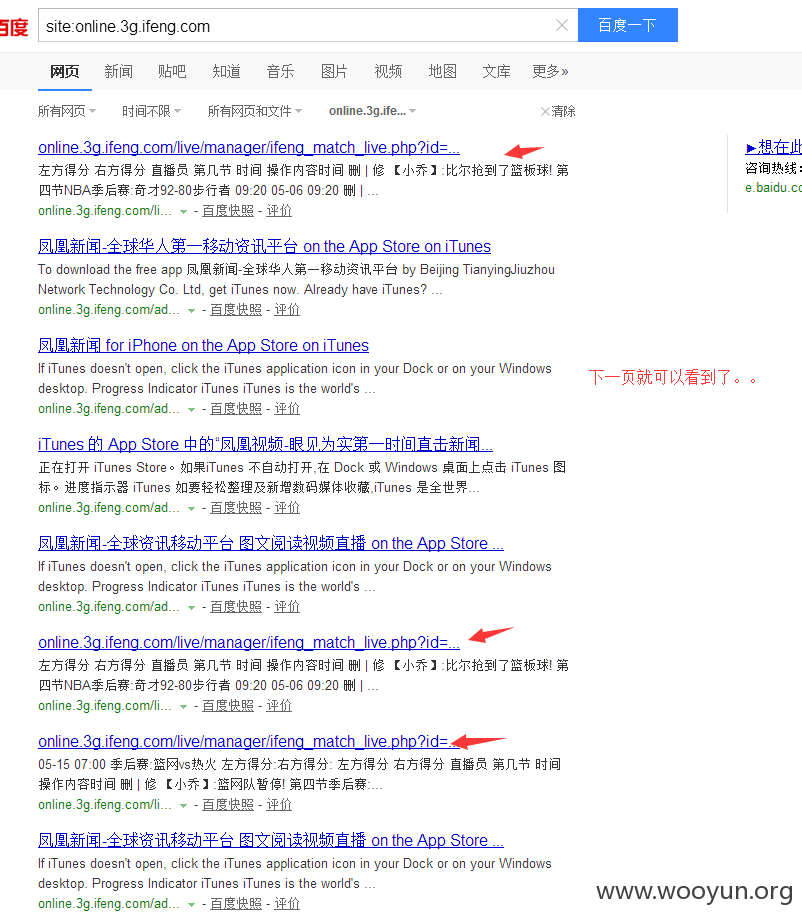 百度 site:online.3g.ifeng.com 百度一下
网页 新闻 贴吧 知道 音乐 图片 视频 地图 文库 更多»
所有网页 时间不限 所有网页和文件 online.3g.ife... ×清除
online.3g.ifeng.com/live/manager/ifeng_match_live.php?id=...
左方得分 右方得分 直播员 第几节 时间 操作内容时间 删 | 修 【小乔】:比尔抢到了篮板球! 第
四节NBA季后赛:奇才92-80步行者 09:20 05-06 09:20 删 | ...
online.3g.ifeng.com/li... - 百度快照 - 评价
►想在此
咨询热线:
e.baidu.co
凤凰新闻-全球华人第一移动资讯平台 on the App Store on iTunes
To download the free app 凤凰新闻-全球华人第一移动资讯平台 by Beijing TianyingJiuzhou
Network Technology Co. Ltd, get iTunes now. Already have iTunes? ...
online.3g.ifeng.com/ad... - 百度快照 - 评价
凤凰新闻 for iPhone on the App Store on iTunes
If iTunes doesn't open, click the iTunes application icon in your Dock or on your Windows
desktop. Progress Indicator iTunes iTunes is the world's ...
online.3g.ifeng.com/ad... - 百度快照 - 评价
下一页就可以看到了。。
iTunes 的 App Store 中的“凤凰视频-眼见为实第一时间直击新闻...
正在打开 iTunes Store。如果iTunes 不自动打开,在 Dock 或 Windows 桌面上点击 iTunes 图
标。进度指示器 iTunes 如要轻松整理及新增数码媒体收藏,iTunes 是全世界...
online.3g.ifeng.com/ad... - 百度快照 - 评价
凤凰新闻-全球资讯移动平台 图文阅读视频直播 on the App Store ...
If iTunes doesn't open, click the iTunes application icon in your Dock or on your Windows
desktop. Progress Indicator iTunes iTunes is the world's ...
online.3g.ifeng.com/ad... - 百度快照 - 评价
online.3g.ifeng.com/live/manager/ifeng_match_live.php?id=...
左方得分 右方得分 直播员 第几节 时间 操作内容时间 删 | 修 【小乔】:比尔抢到了篮板球! 第
四节NBA季后赛:奇才92-80步行者 09:20 05-06 09:20 删 | ...
online.3g.ifeng.com/li... - 百度快照 - 评价
online.3g.ifeng.com/live/manager/ifeng_match_live.php?id=...
05-15 07:00 季后赛:篮网vs热火 左方得分:右方得分: 左方得分 右方得分 直播员 第几节 时间
操作内容时间 删 | 修 【小乔】:篮网队暂停! 第四节季后赛:...
online.3g.ifeng.com/li... - 百度快照 - 评价
凤凰新闻-全球资讯移动平台 图文阅读视频直播 on the App Store ...
If iTunes doesn't open, click the iTunes application icon in your Dock or on your Windows
desktop. Progress Indicator iTunes iTunes is the world's ...
online.3g.ifeng.com/ad... - 百度快照 - 评价
www.wooyun.org